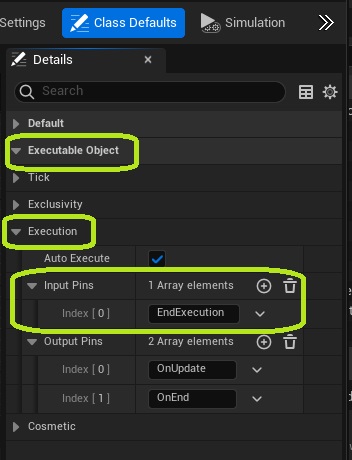 Settings Class Defaults Simulation
Details
Search
Default
Executable Object
Tick
Exclusivity
Execution
Auto Execute
Input Pins 1 Array elements
Index [ 0 ] EndExecution
Output Pins 2 Array elements
Index [ 0 ] OnUpdate
Index [ 1 ] OnEnd
Cosmetic